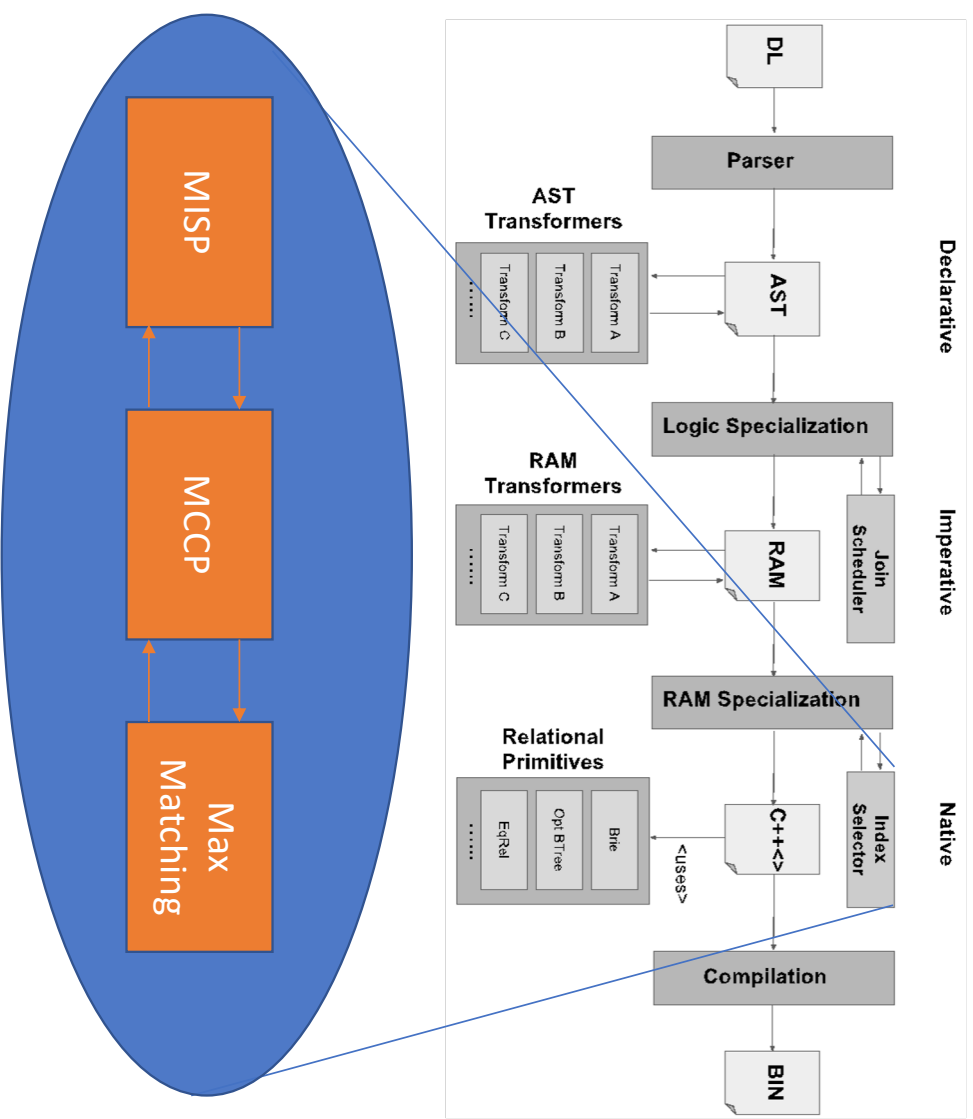 MISP
MCCP
Max
Matching
DL
Parser
AST
Transformers
Transform A
Transform B
Transform C
......
AST
Declarative
Logic Specialization
RAM
Transformers
Transform A
Transform B
Transform C
......
RAM
Join
Scheduler
Imperative
RAM Specialization
Relational
Primitives
Brie
Opt BTree
EqRel
......
<uses>
C++<>
Index
Selector
Native
Compilation
BIN